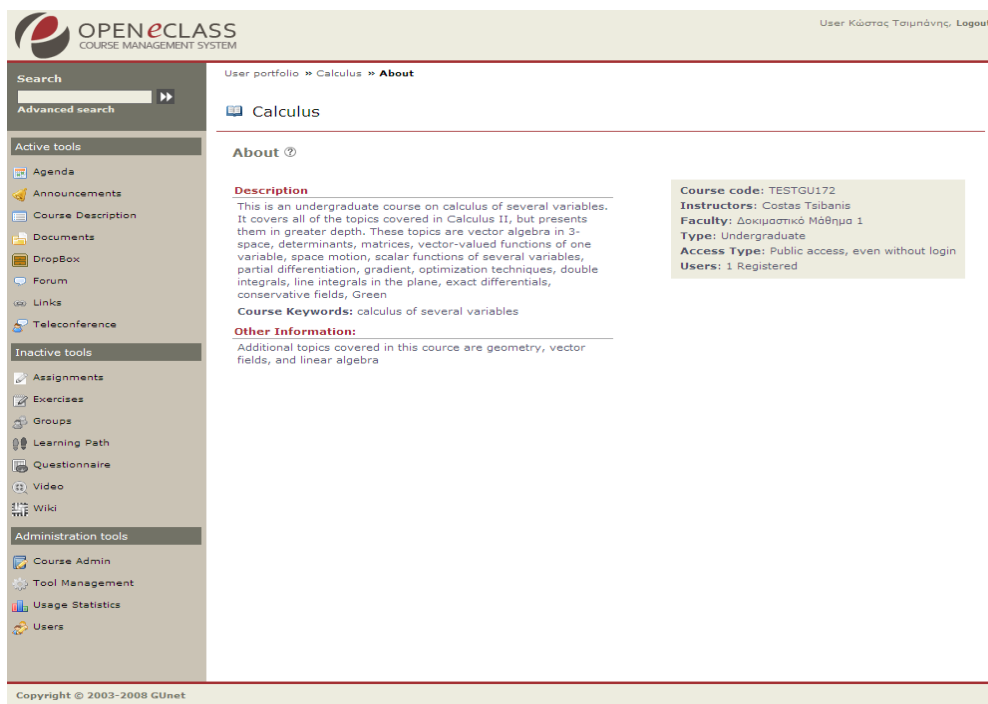 OPEN eCLASS
COURSE MANAGEMENT SYSTEM
User Κώστας Τσιμπάνης, Logout
Search
Advanced search
Active tools
Agenda
Announcements
Course Description
Documents
DropBox
Forum
Links
Teleconference
Inactive tools
Assignments
Exercises
Groups
Learning Path
Questionnaire
Video
Wiki
Administration tools
Course Admin
Tool Management
Usage Statistics
Users
User portfolio » Calculus » About
Calculus
About
Description
This is an undergraduate course on calculus of several variables.
It covers all of the topics covered in Calculus II, but presents
them in greater depth. These topics are vector algebra in 3-
space, determinants, matrices, vector-valued functions of one
variable, space motion, scalar functions of several variables,
partial differentiation, gradient, optimization techniques, double
integrals, line integrals in the plane, exact differentials,
conservative fields, Green
Course Keywords: calculus of several variables
Other Information:
Additional topics covered in this cource are geometry, vector
fields, and linear algebra
Course code: TESTGU172
Instructors: Costas Tsibanis
Faculty: Δοκιμαστικό Μάθημα 1
Type: Undergraduate
Access Type: Public access, even without login
Users: 1 Registered
Copyright © 2003-2008 GUnet